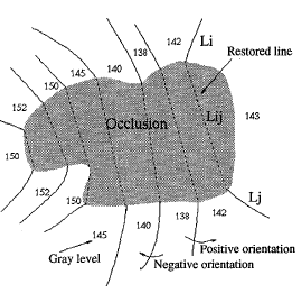 142
Li
138
Restored line
140
145
150
152
Occlusion
Lij
143
150
152
150
Lj
142
138
140
145
Positive orientation
Gray level
Negative orientation